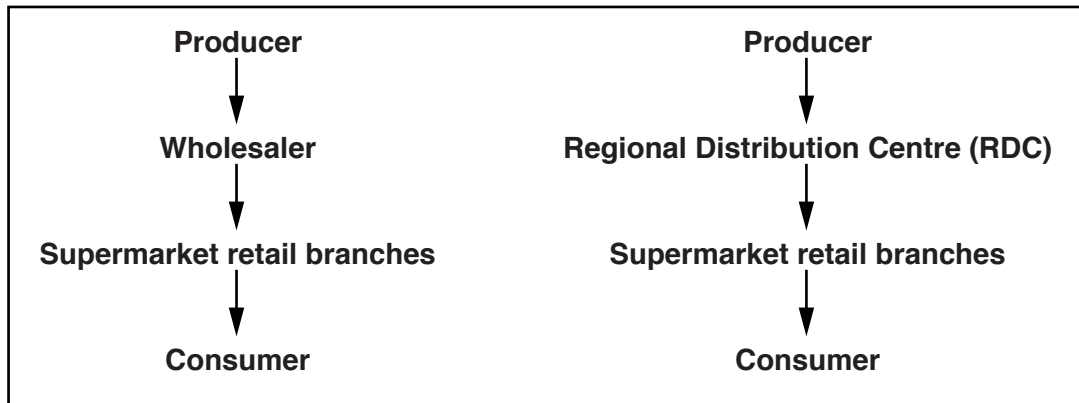 Producer
Wholesaler
Supermarket retail branches
Consumer
Producer
Regional Distribution Centre (RDC)
Supermarket retail branches
Consumer